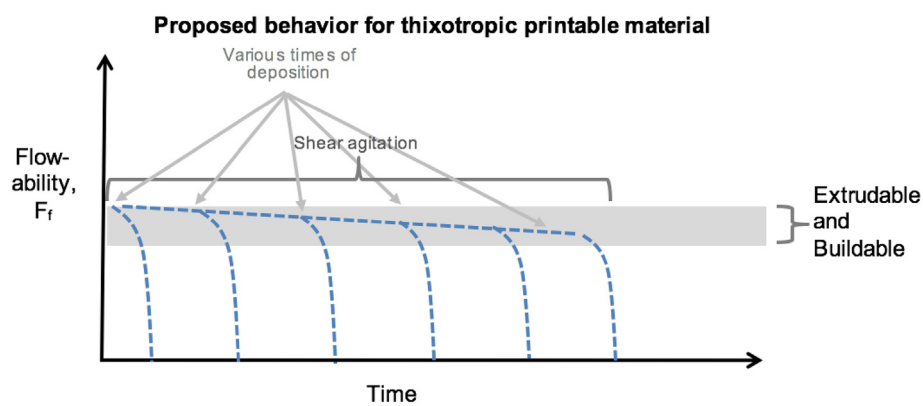 Proposed behavior for thixotropic printable material
Various times of
deposition
Shear agitation
Flow-
ability,
Ff
Extrudable
and
Buildable
Time